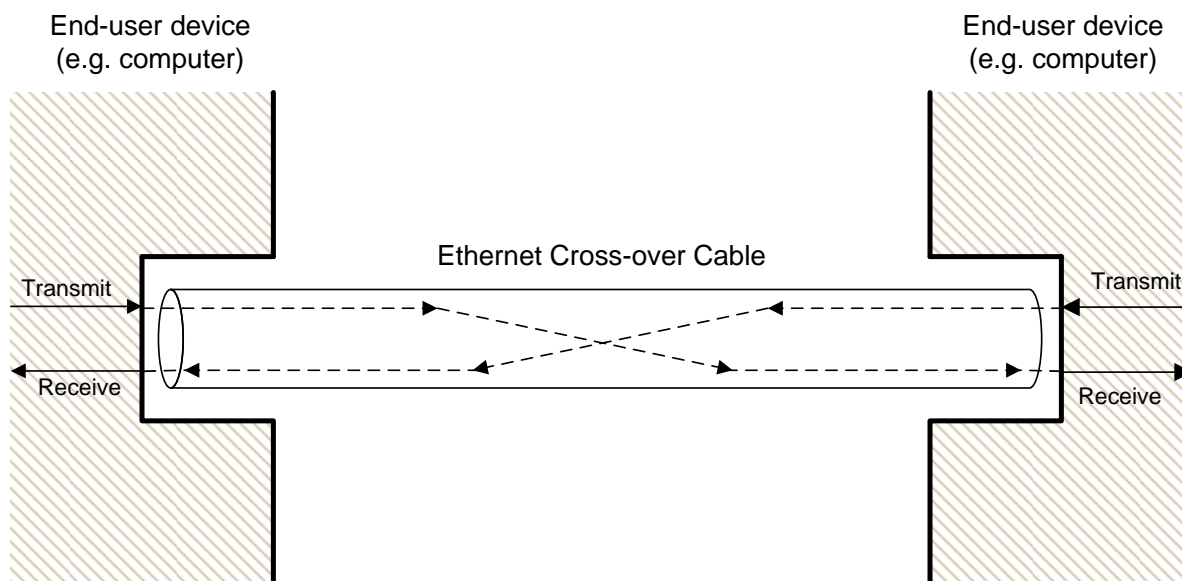 End-user device
(e.g. computer)
End-user device
(e.g. computer)
Ethernet Cross-over Cable
Transmit
Transmit
Receive
Receive